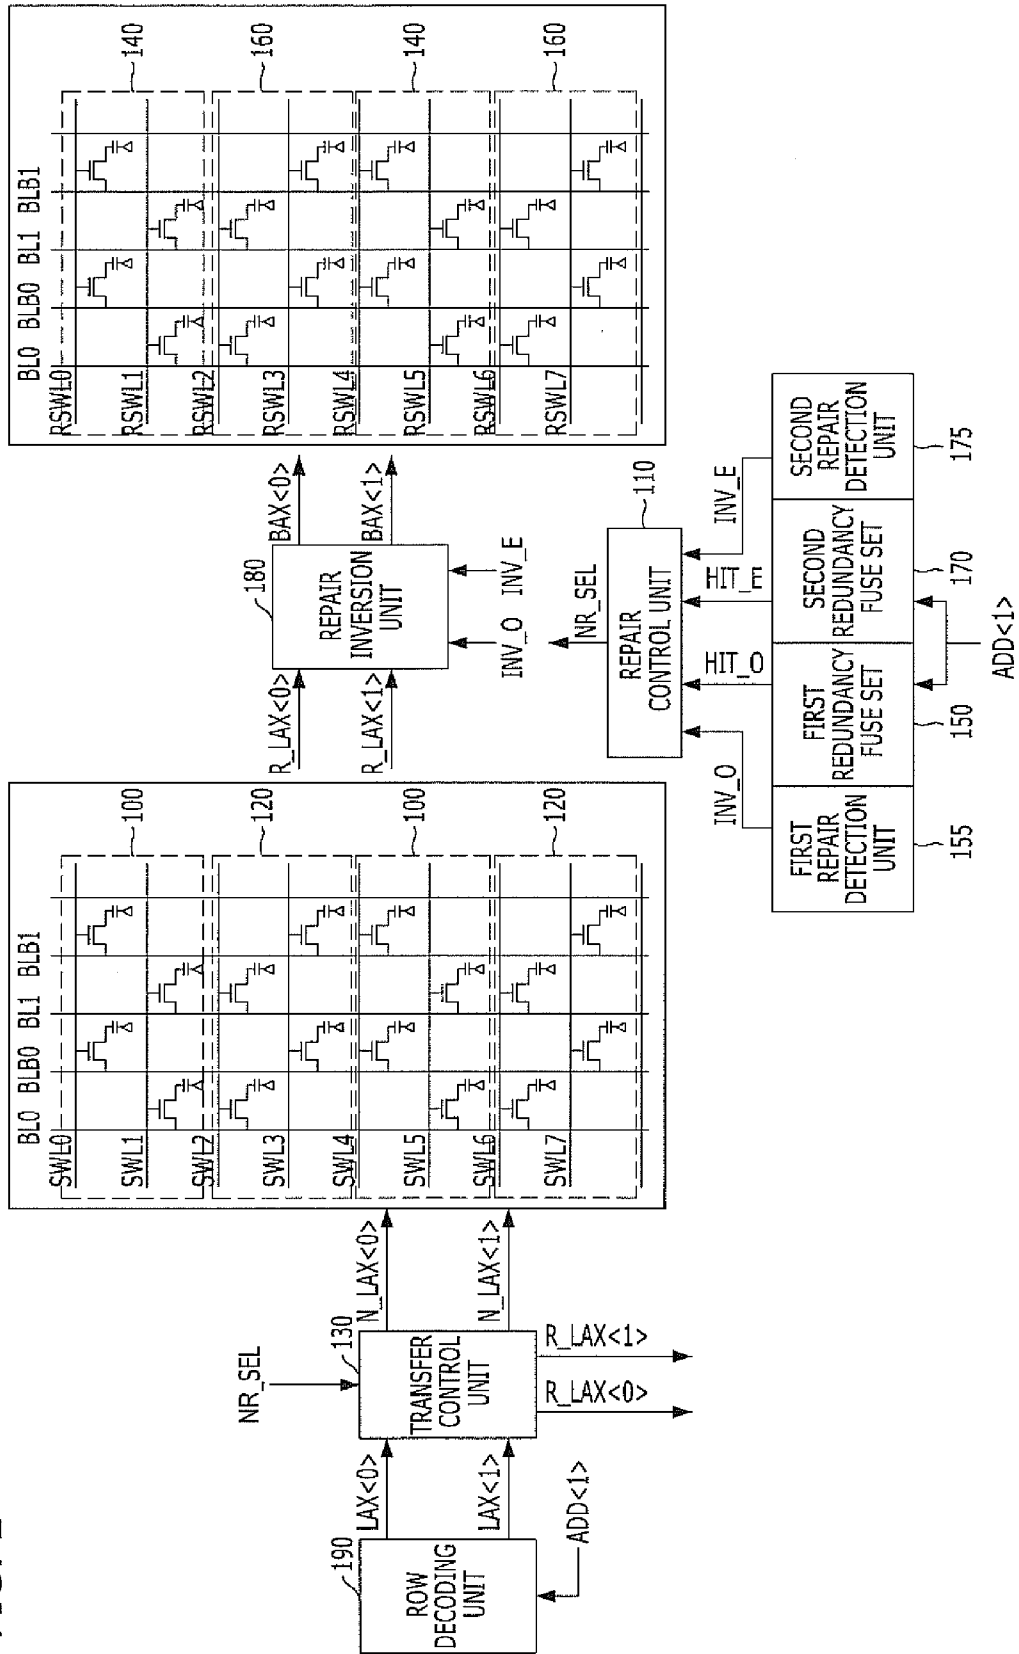 BL0 BLB0 BL1 BLB1
SWL0
SWL1
SWL2
SWL3
SWL4
SWL5
SWL6
SWL7
100
120
100
120
BL0 BLB0 BL1 BLB1
RSWL0
RSWL1
RSWL2
RSWL3
RSWL4
RSWL5
RSWL6
RSWL7
140
160
140
160
190
ROW
DECODING
UNIT
ADD<1>
LAX<0>
LAX<1>
NR_SEL
130
TRANSFER
CONTROL
UNIT
N_LAX<0>
N_LAX<1>
R_LAX<0>
R_LAX<1>
R_LAX<0>
R_LAX<1>
180
REPAIR
INVERSION
UNIT
BAX<0>
BAX<1>
INV_O INV_E
NR_SEL
REPAIR
CONTROL UNIT
110
INV_O
HIT_O
HIT_E
INV_E
FIRST
REPAIR
DETECTION
UNIT
FIRST
REDUNDANCY
FUSE SET
SECOND
REDUNDANCY
FUSE SET
SECOND
REPAIR
DETECTION
UNIT
155
150
170
175
ADD<1>